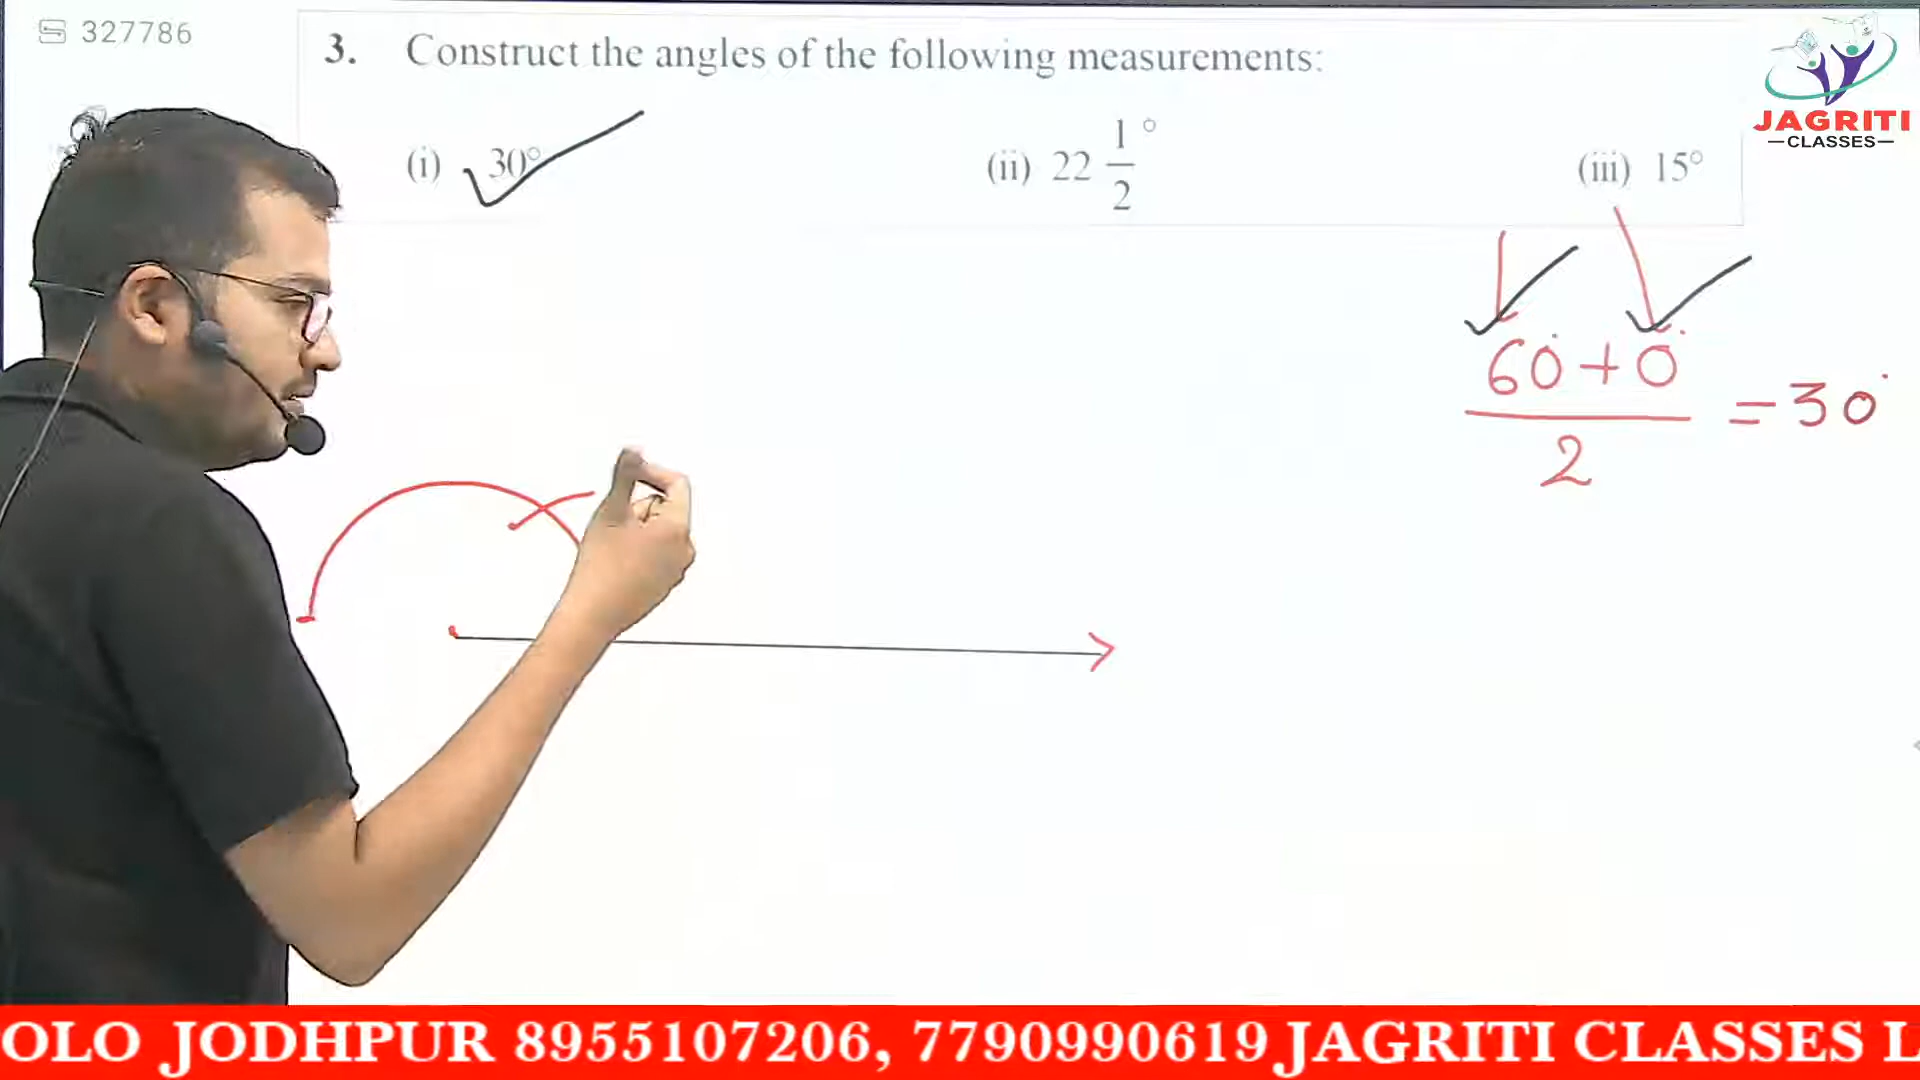 327786
3. Construct the angles of the following measurements:
(i) 30° (ii) 22 1/2° (iii) 15°
JAGRITI
CLASSES
60° + 0°
2
= 30°
OLO JODHPUR 8955107206, 7790990619 JAGRITI CLASSES L